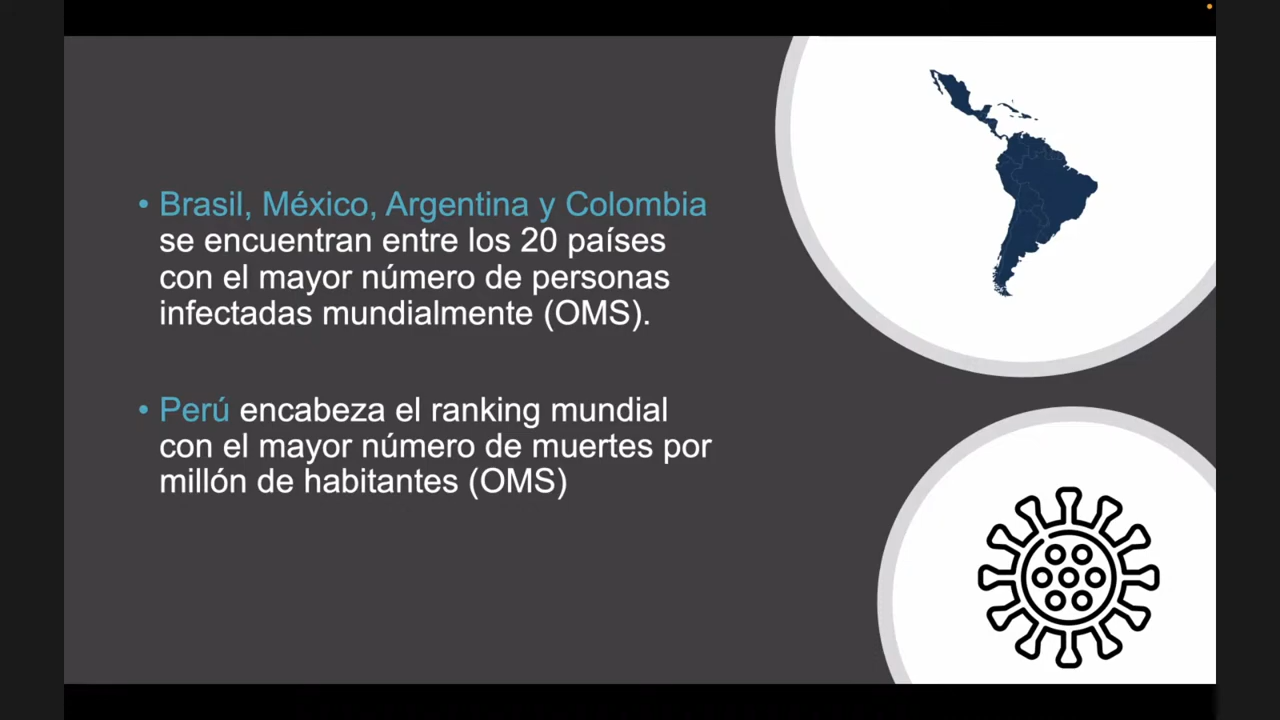 • Brasil, México, Argentina y Colombia
se encuentran entre los 20 países
con el mayor número de personas
infectadas mundialmente (OMS).
• Perú encabeza el ranking mundial
con el mayor número de muertes por
millón de habitantes (OMS)